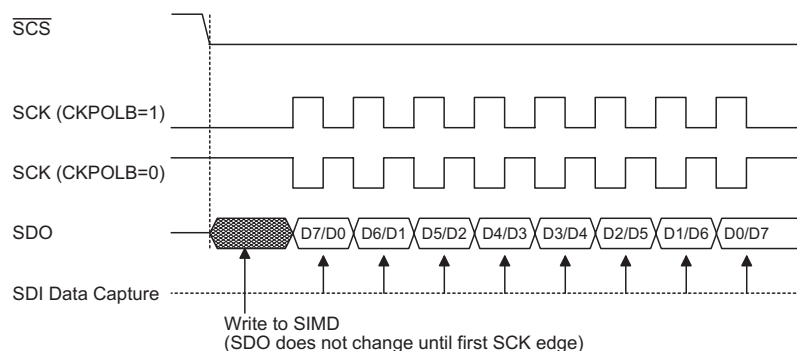 SCS
SCK (CKPOLB=1)
SCK (CKPOLB=0)
SDO
D7/D0 D6/D1 D5/D2 D4/D3 D3/D4 D2/D5 D1/D6 D0/D7
SDI Data Capture
Write to SIMD
(SDO does not change until first SCK edge)